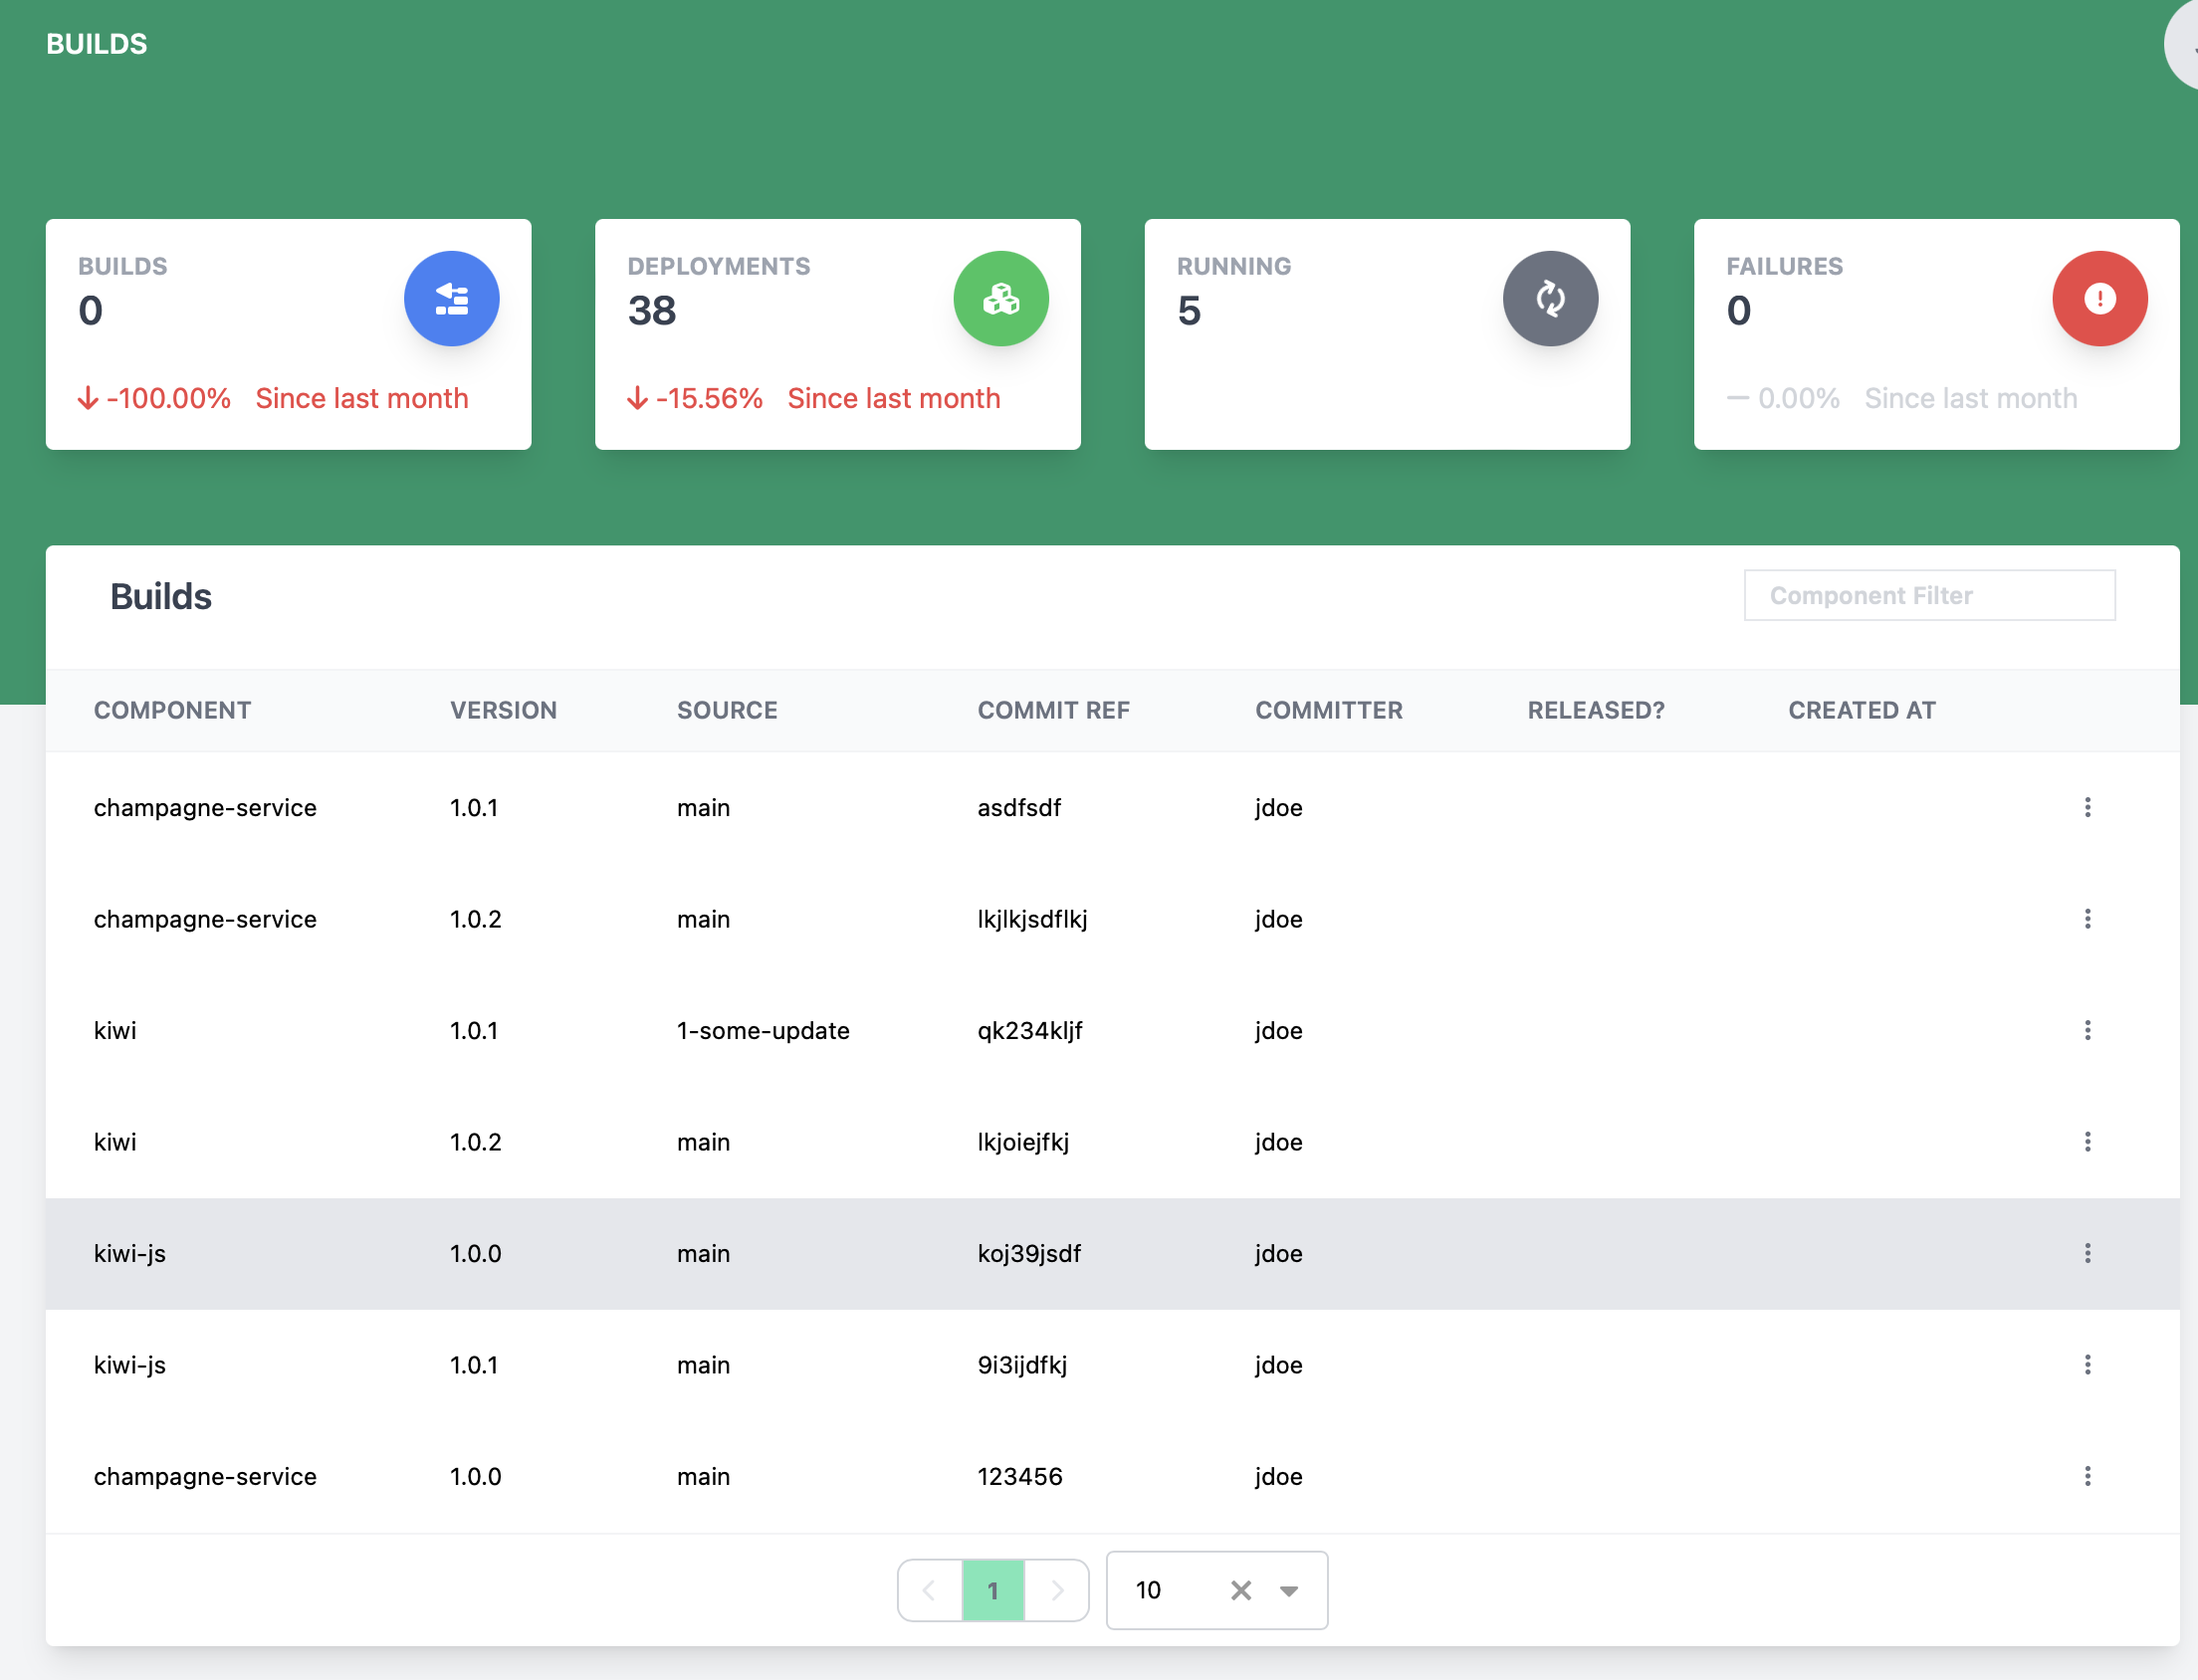 BUILDS
BUILDS
0
-100.00% Since last month
DEPLOYMENTS
38
-15.56% Since last month
RUNNING
5
FAILURES
0
0.00% Since last month
Builds
Component Filter
COMPONENT VERSION SOURCE COMMIT REF COMMITTER RELEASED? CREATED AT
champagne-service 1.0.1 main asdfsdf jdoe
champagne-service 1.0.2 main lkjlkjsdflkj jdoe
kiwi 1.0.1 1-some-update qk234kljf jdoe
kiwi 1.0.2 main lkjoiejfkj jdoe
kiwi-js 1.0.0 main koj39jsdf jdoe
kiwi-js 1.0.1 main 9i3ijdfkj jdoe
champagne-service 1.0.0 main 123456 jdoe
1 10